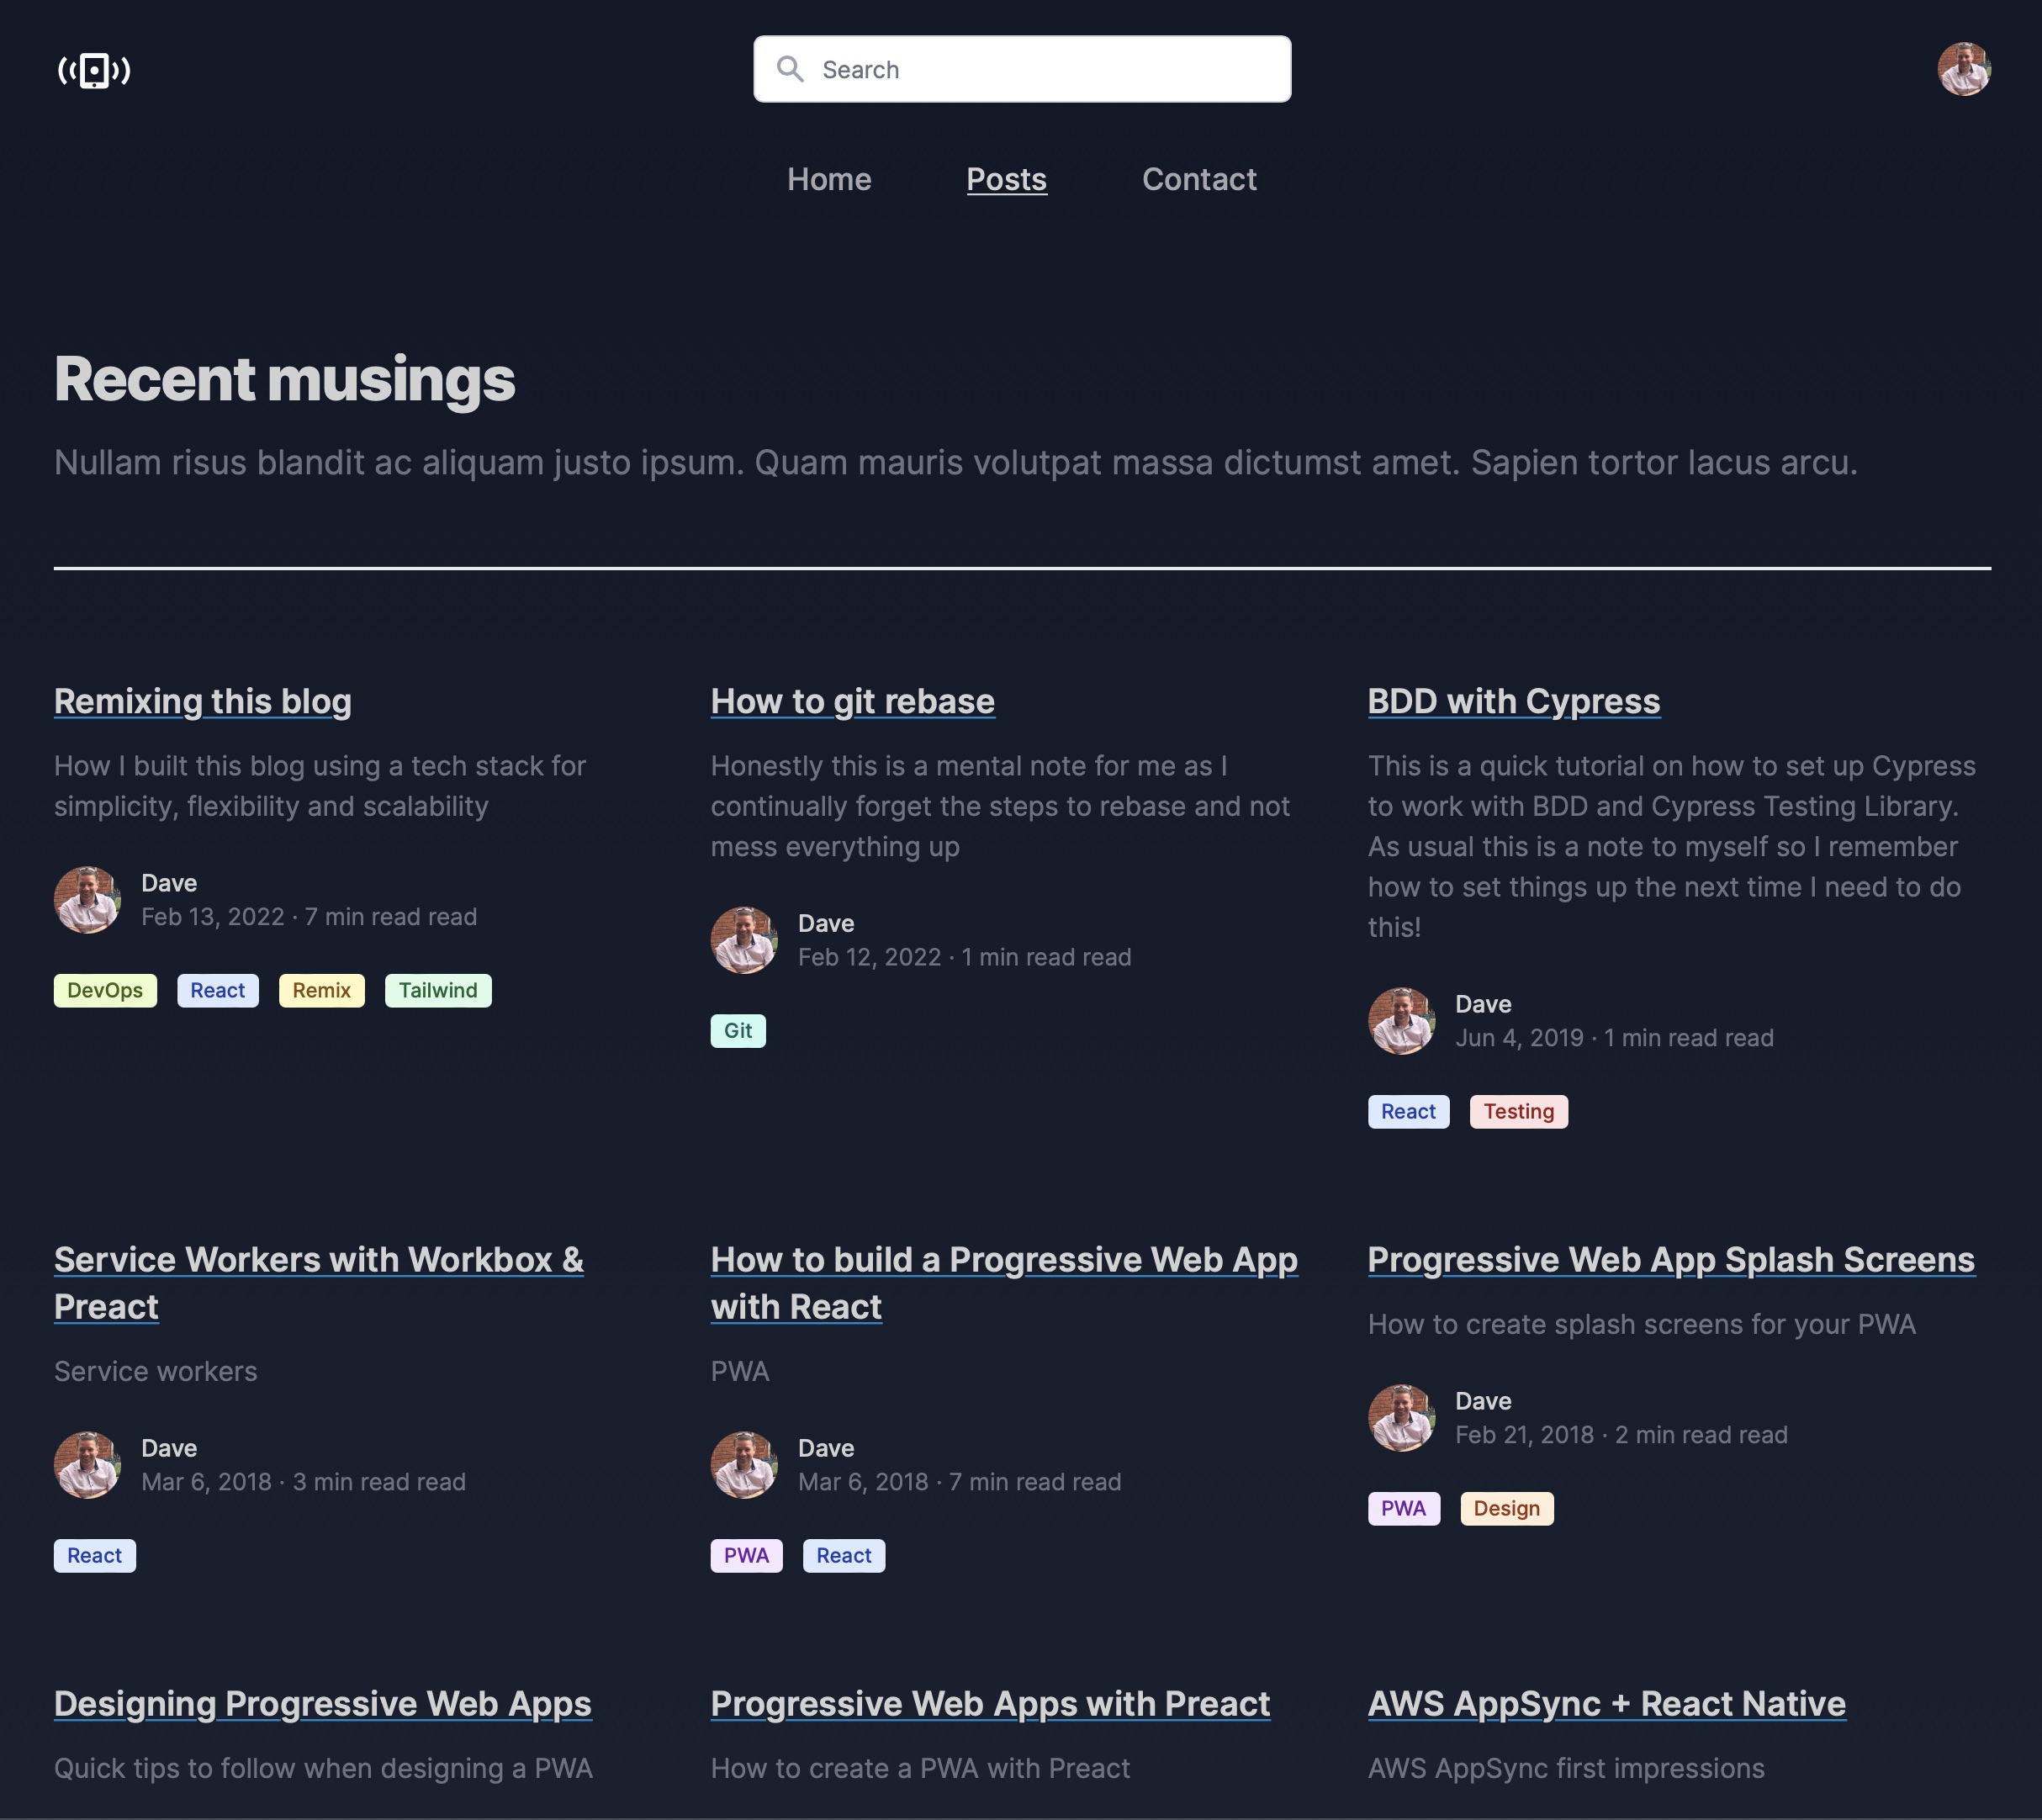 Search
Home Posts Contact
Recent musings
Nullam risus blandit ac aliquam justo ipsum. Quam mauris volutpat massa dictumst amet. Sapien tortor lacus arcu.
Remixing this blog
How I built this blog using a tech stack for
simplicity, flexibility and scalability
Dave
Feb 13, 2022 · 7 min read read
DevOps React Remix Tailwind
How to git rebase
Honestly this is a mental note for me as I
continually forget the steps to rebase and not
mess everything up
Dave
Feb 12, 2022 · 1 min read read
Git
BDD with Cypress
This is a quick tutorial on how to set up Cypress
to work with BDD and Cypress Testing Library.
As usual this is a note to myself so I remember
how to set things up the next time I need to do
this!
Dave
Jun 4, 2019 · 1 min read read
React Testing
Service Workers with Workbox &
Preact
Service workers
Dave
Mar 6, 2018 · 3 min read read
React
How to build a Progressive Web App
with React
PWA
Dave
Mar 6, 2018 · 7 min read read
PWA React
Progressive Web App Splash Screens
How to create splash screens for your PWA
Dave
Feb 21, 2018 · 2 min read read
PWA Design
Designing Progressive Web Apps
Quick tips to follow when designing a PWA
Progressive Web Apps with Preact
How to create a PWA with Preact
AWS AppSync + React Native
AWS AppSync first impressions